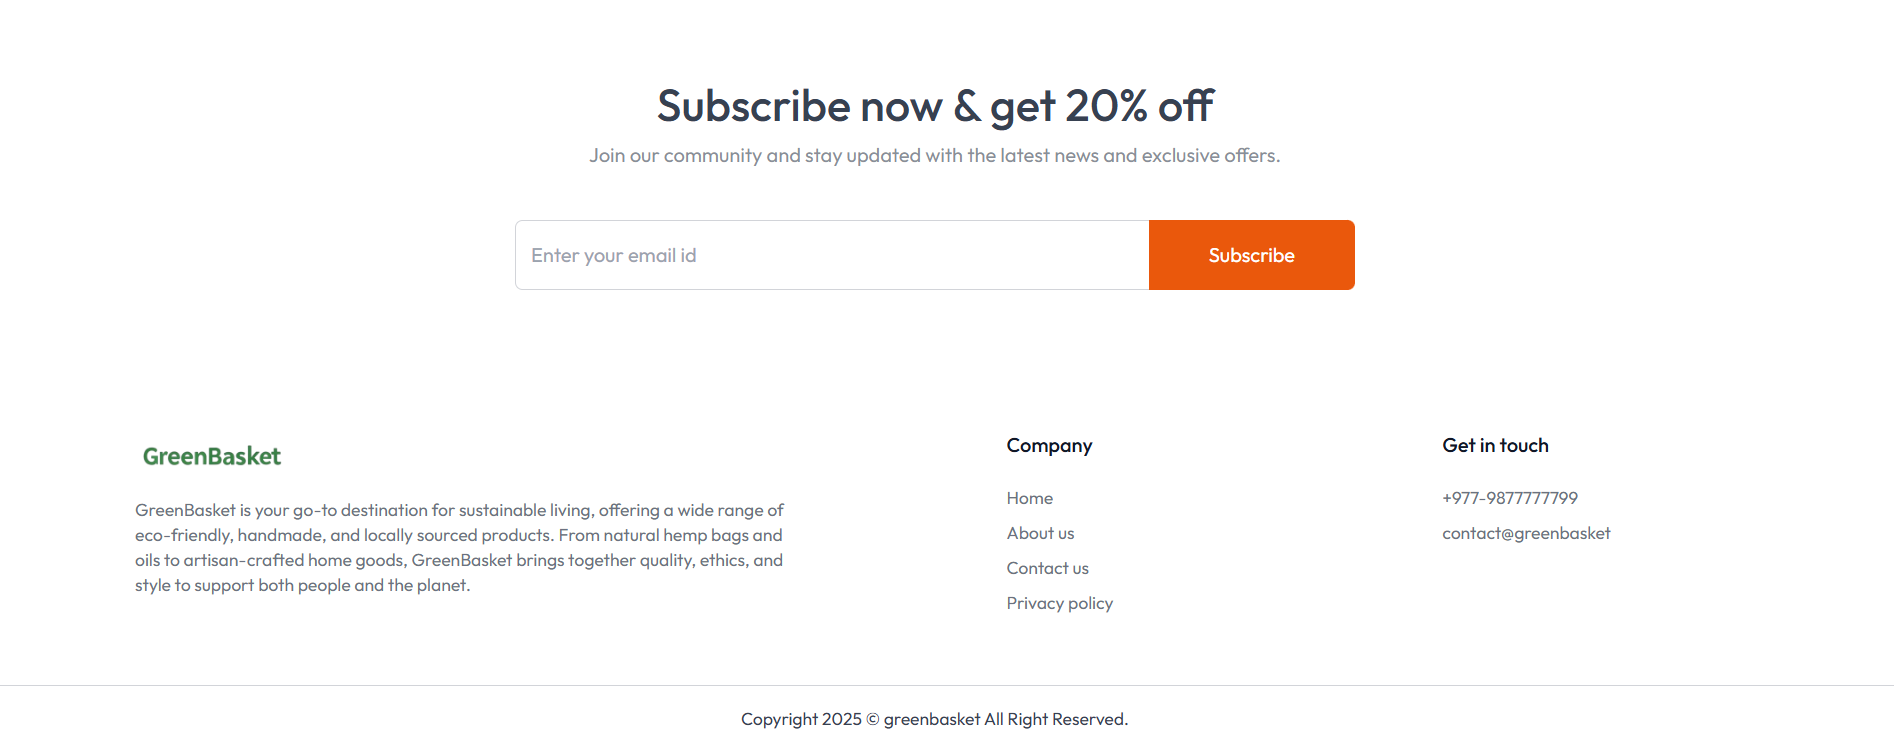 Subscribe now & get 20% off
Join our community and stay updated with the latest news and exclusive offers.
Enter your email id
Subscribe
GreenBasket
GreenBasket is your go-to destination for sustainable living, offering a wide range of
eco-friendly, handmade, and locally sourced products. From natural hemp bags and
oils to artisan-crafted home goods, GreenBasket brings together quality, ethics, and
style to support both people and the planet.
Company
Home
About us
Contact us
Privacy policy
Get in touch
+977-9877777799
contact@greenbasket
Copyright 2025 © greenbasket All Right Reserved.